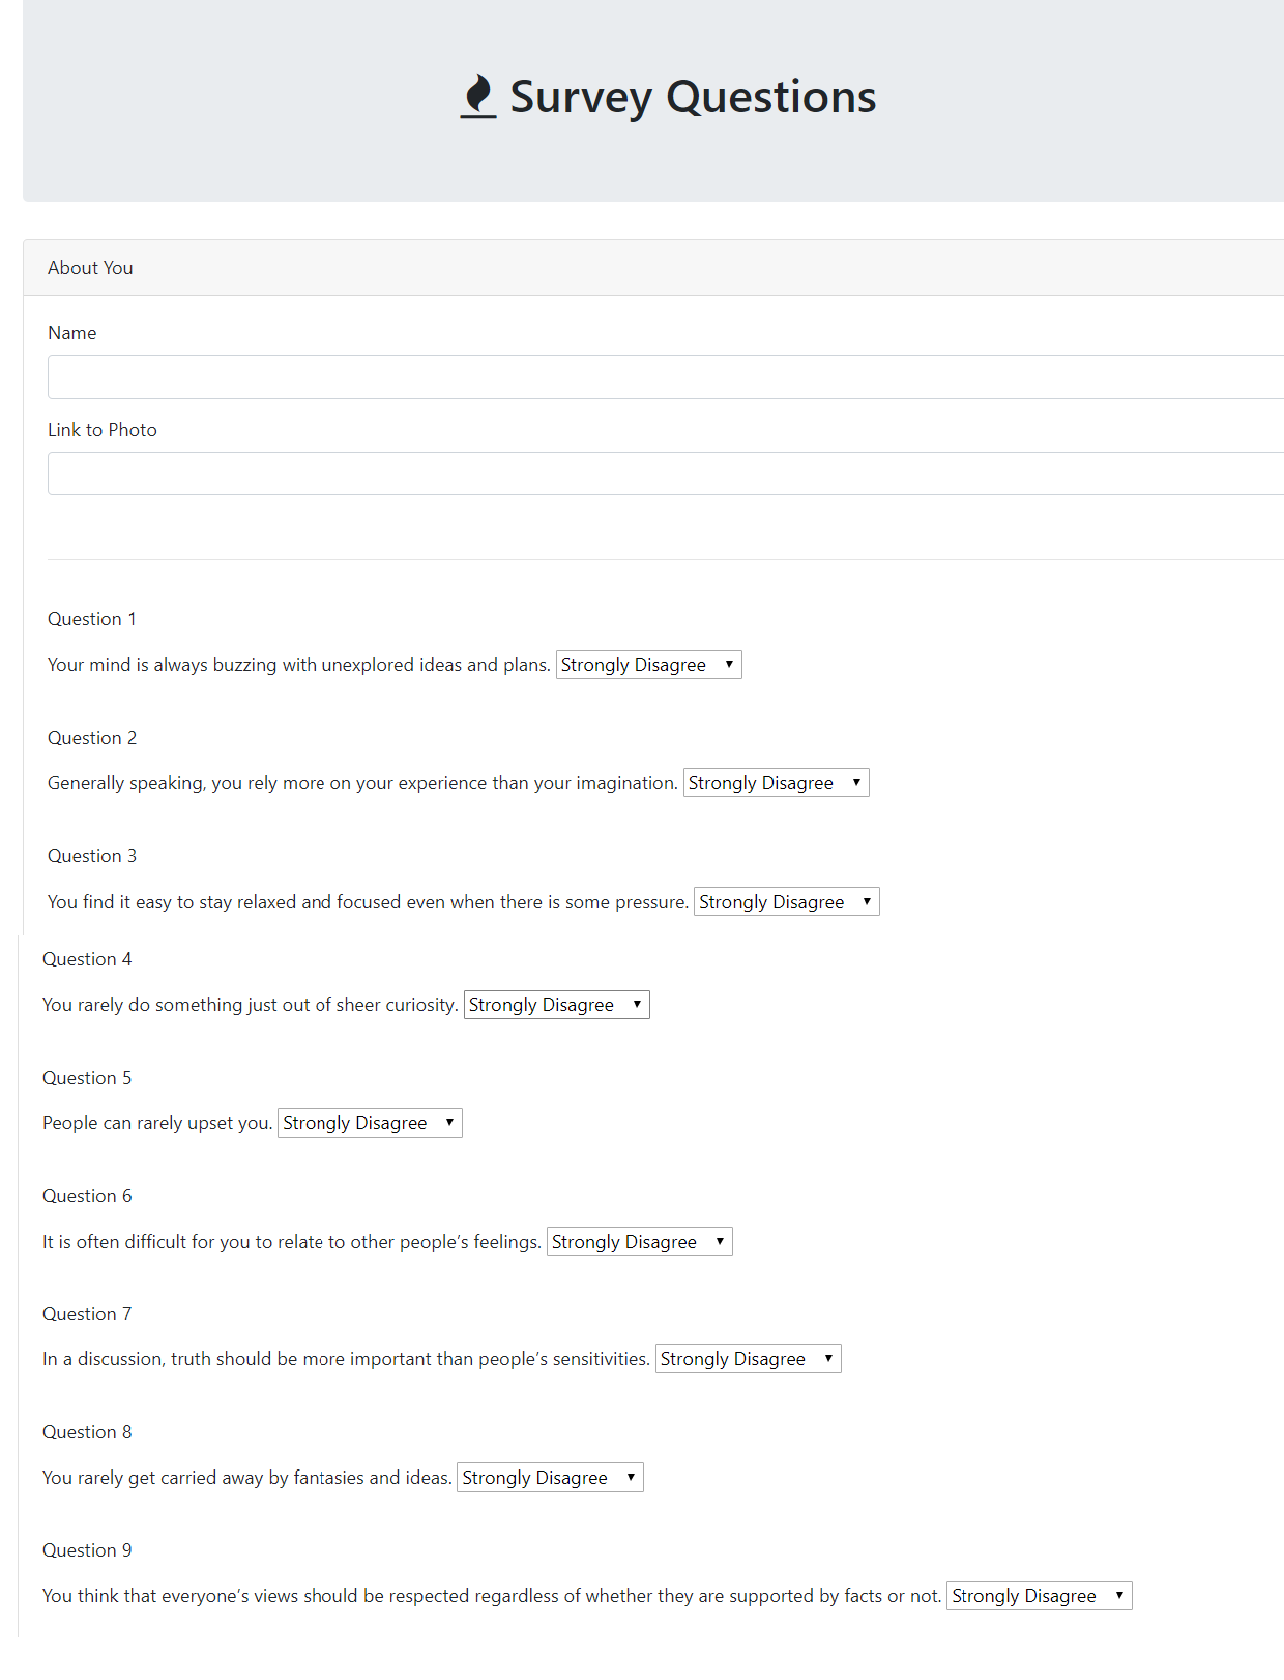 Survey Questions
About You
Name
Link to Photo
Question 1
Your mind is always buzzing with unexplored ideas and plans. Strongly Disagree
Question 2
Generally speaking, you rely more on your experience than your imagination. Strongly Disagree
Question 3
You find it easy to stay relaxed and focused even when there is some pressure. Strongly Disagree
Question 4
You rarely do something just out of sheer curiosity. Strongly Disagree
Question 5
People can rarely upset you. Strongly Disagree
Question 6
It is often difficult for you to relate to other people’s feelings. Strongly Disagree
Question 7
In a discussion, truth should be more important than people’s sensitivities. Strongly Disagree
Question 8
You rarely get carried away by fantasies and ideas. Strongly Disagree
Question 9
You think that everyone’s views should be respected regardless of whether they are supported by facts or not. Strongly Disagree